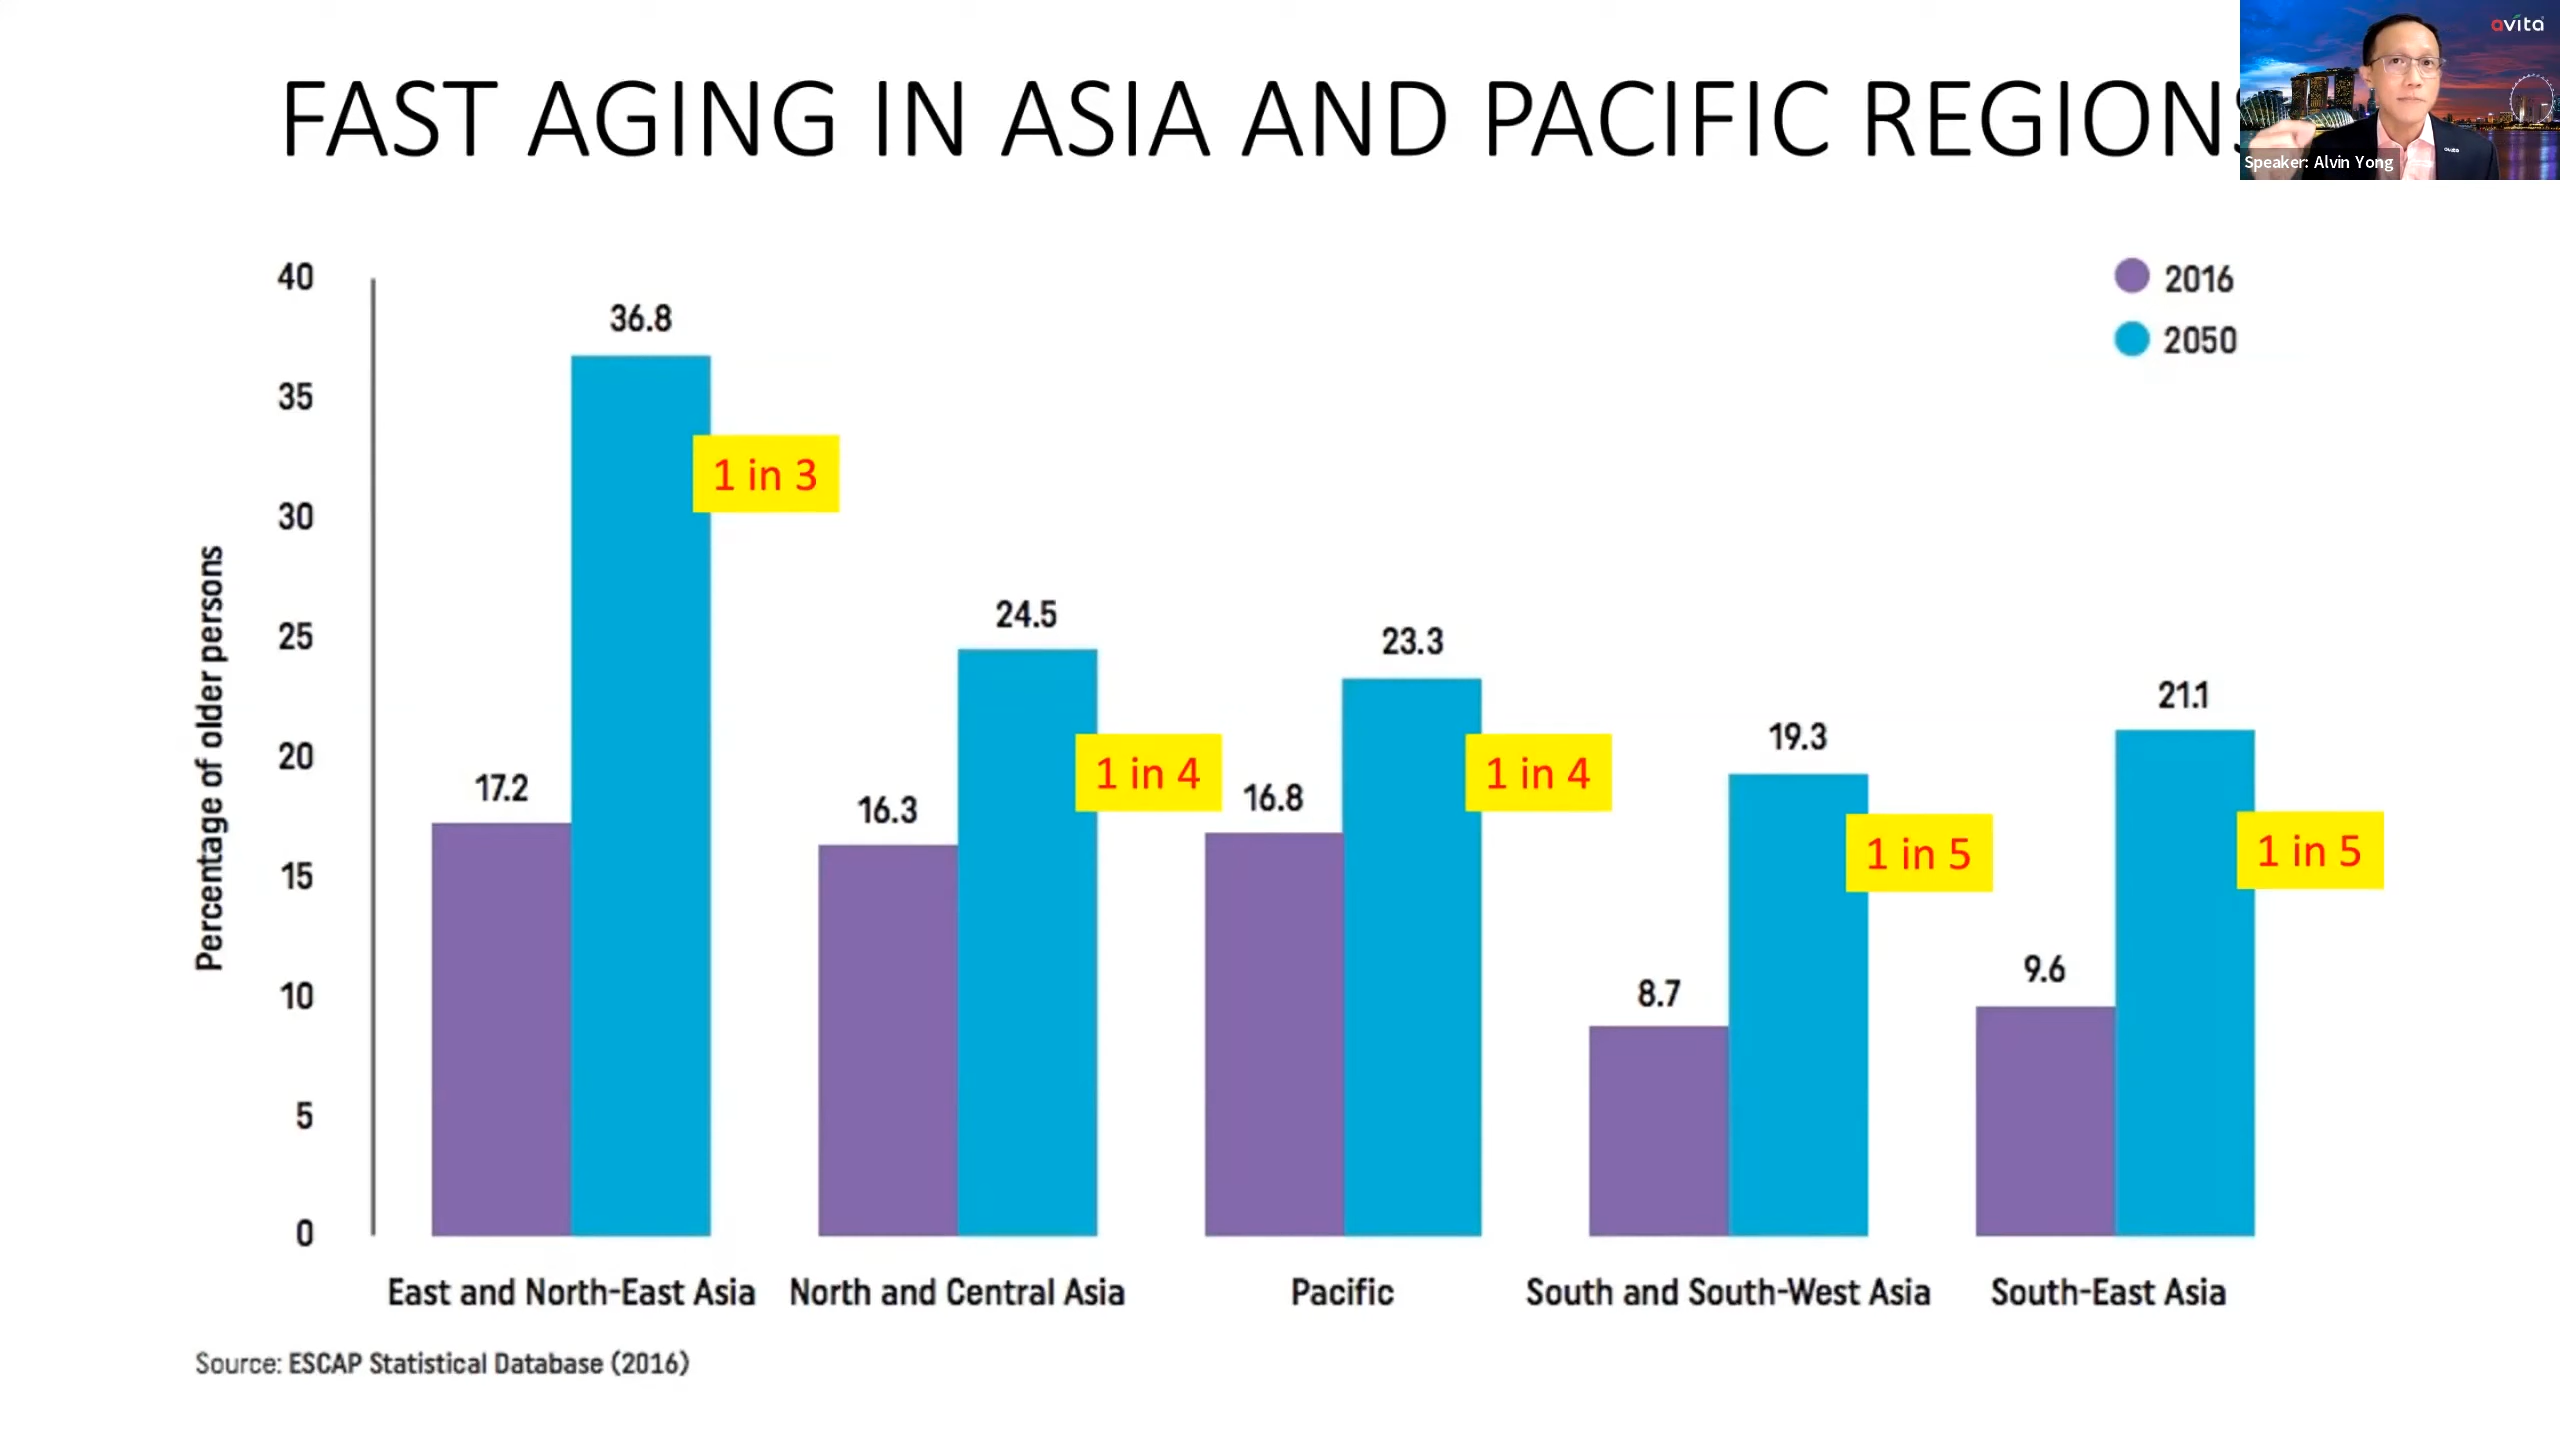 FAST AGING IN ASIA AND PACIFIC REGIONS
avita
Speaker: Alvin Yong
2016
2050
Percentage of older persons
40
35
30
25
20
15
10
5
0
17.2
36.8
1 in 3
16.3
24.5
1 in 4
16.8
23.3
1 in 4
8.7
19.3
1 in 5
9.6
21.1
1 in 5
East and North-East Asia
North and Central Asia
Pacific
South and South-West Asia
South-East Asia
Source: ESCAP Statistical Database (2016)